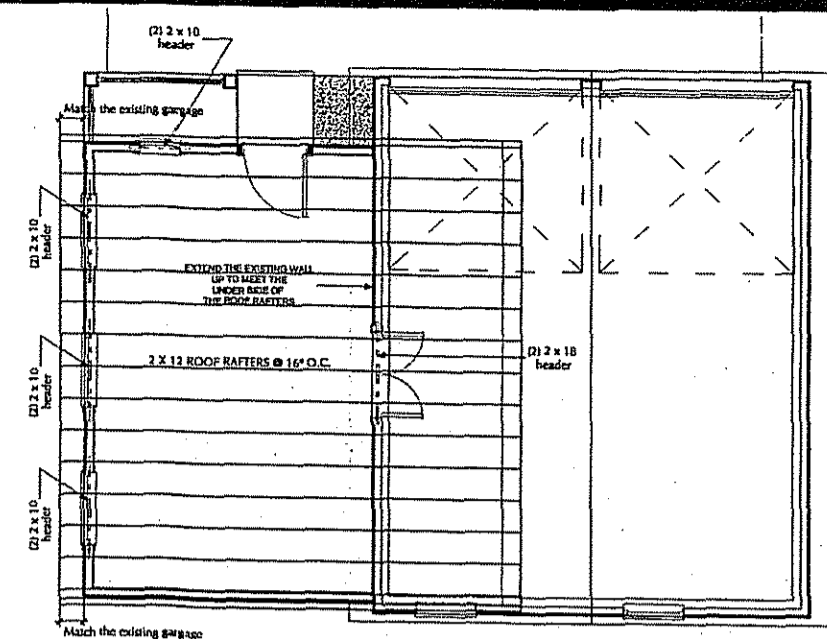 (2) 2 x 10
header
Match the existing gargage
(2) 2 x 10
header
EXTEND THE EXISTING WALL
UP TO MEET THE
UNDER SIDE OF
THE ROOF RAFTERS
2 X 12 ROOF RAFTERS @ 16" O.C.
(2) 2 x 18
header
(2) 2 x 10
header
(2) 2 x 10
header
Match the existing gargage